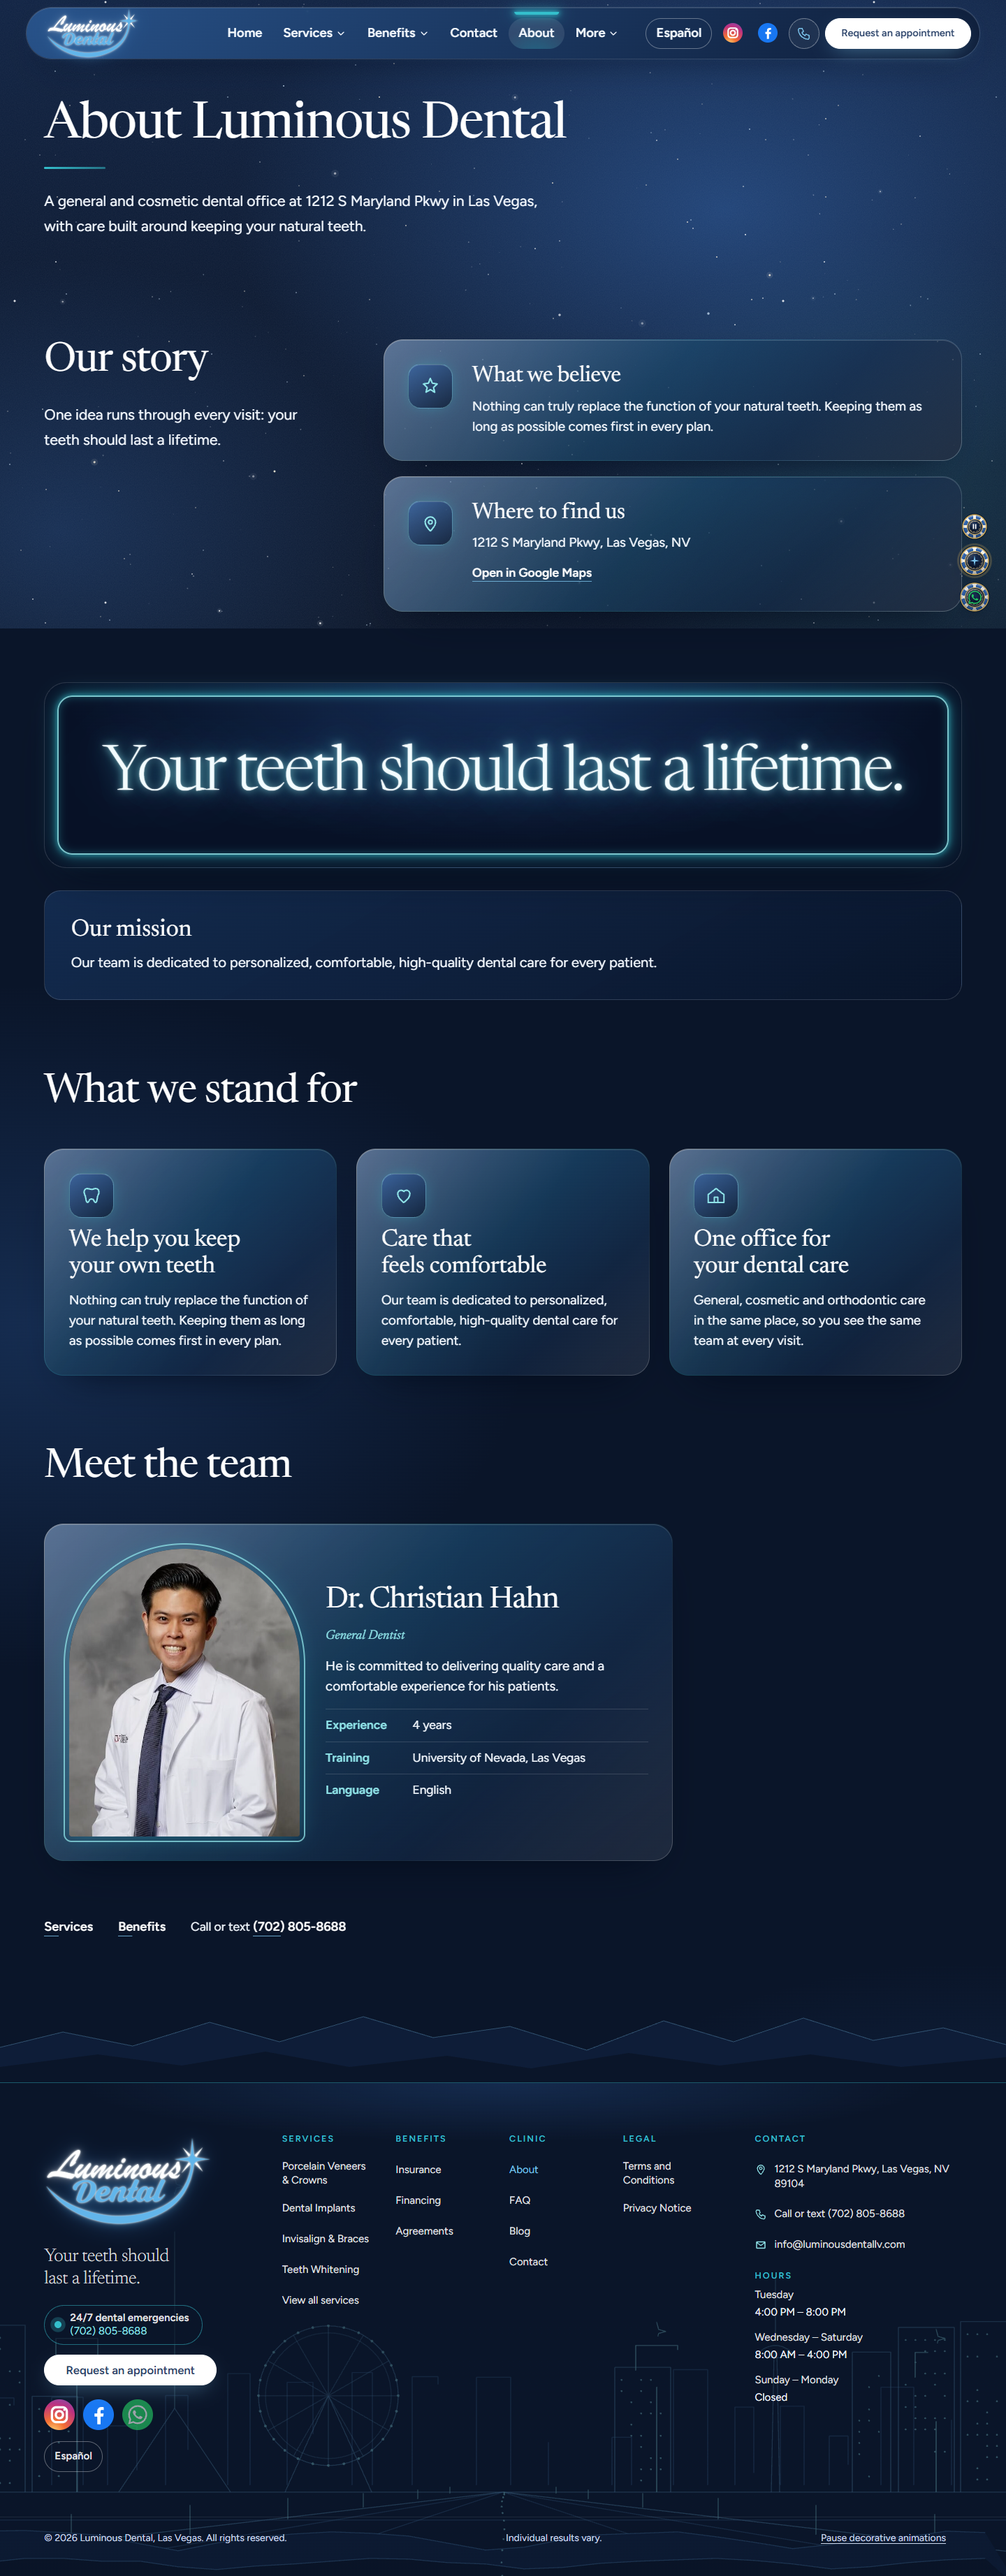 Luminous
Dental
Home
Services
Benefits
Contact
About
More
Español
Request an appointment
About Luminous Dental
A general and cosmetic dental office at 1212 S Maryland Pkwy in Las Vegas,
with care built around keeping your natural teeth.
Our story
One idea runs through every visit: your
teeth should last a lifetime.
What we believe
Nothing can truly replace the function of your natural teeth. Keeping them as
long as possible comes first in every plan.
Where to find us
1212 S Maryland Pkwy, Las Vegas, NV
Open in Google Maps
Your teeth should last a lifetime.
Our mission
Our team is dedicated to personalized, comfortable, high-quality dental care for every patient.
What we stand for
We help you keep
your own teeth
Nothing can truly replace the function of
your natural teeth. Keeping them as long
as possible comes first in every plan.
Care that
feels comfortable
Our team is dedicated to personalized,
comfortable, high-quality dental care for
every patient.
One office for
your dental care
General, cosmetic and orthodontic care
in the same place, so you see the same
team at every visit.
Meet the team
Dr. Christian Hahn
General Dentist
He is committed to delivering quality care and a
comfortable experience for his patients.
Experience 4 years
Training University of Nevada, Las Vegas
Language English
Services Benefits Call or text (702) 805-8688
Luminous
Dental
Your teeth should
last a lifetime.
24/7 dental emergencies
(702) 805-8688
Request an appointment
Español
SERVICES
Porcelain Veneers
& Crowns
Dental Implants
Invisalign & Braces
Teeth Whitening
View all services
BENEFITS
Insurance
Financing
Agreements
CLINIC
About
FAQ
Blog
Contact
LEGAL
Terms and
Conditions
Privacy Notice
CONTACT
1212 S Maryland Pkwy, Las Vegas, NV
89104
Call or text (702) 805-8688
info@luminousdentallv.com
HOURS
Tuesday
4:00 PM – 8:00 PM
Wednesday – Saturday
8:00 AM – 4:00 PM
Sunday – Monday
Closed
© 2026 Luminous Dental, Las Vegas. All rights reserved.
Individual results vary.
Pause decorative animations